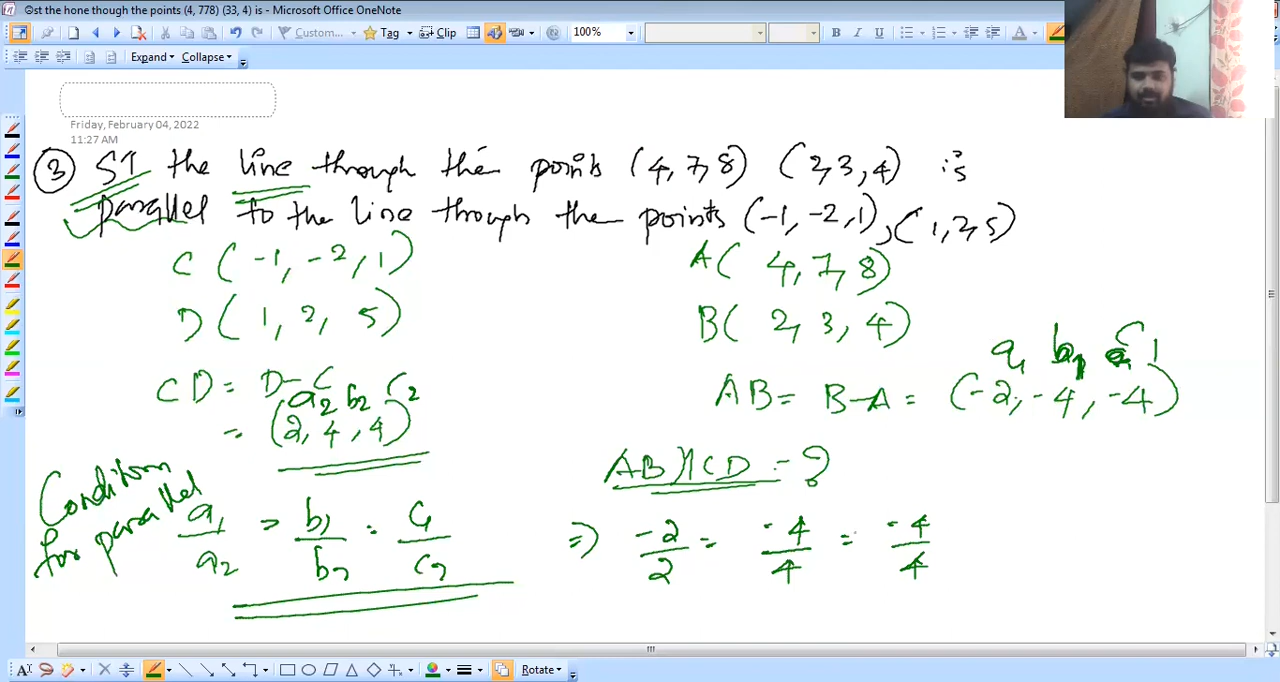 Ost the hone though the points (4, 778) (33, 4) is - Microsoft Office OneNote
Custom... Tag Clip 100% B I U A
Expand Collapse
Friday, February 04, 2022
11:27 AM
③ ST the line through the points (4, 7, 8) (2, 3, 4) is
parallel to the line through the points (-1, -2, 1), (1, 2, 5)
C (-1, -2, 1)
D (1, 2, 5)
CD = D - C
a2 b2 C2
= (2, 4, 4)
A( 4, 7, 8)
B( 2, 3, 4)
a1 b1 C1
AB = B - A = (-2, -4, -4)
AB || CD = ?
Condition for parallel
a1/a2 = b1/b2 = C1/C2
⇒ -2/2 = -4/4 = -4/4
Rotate